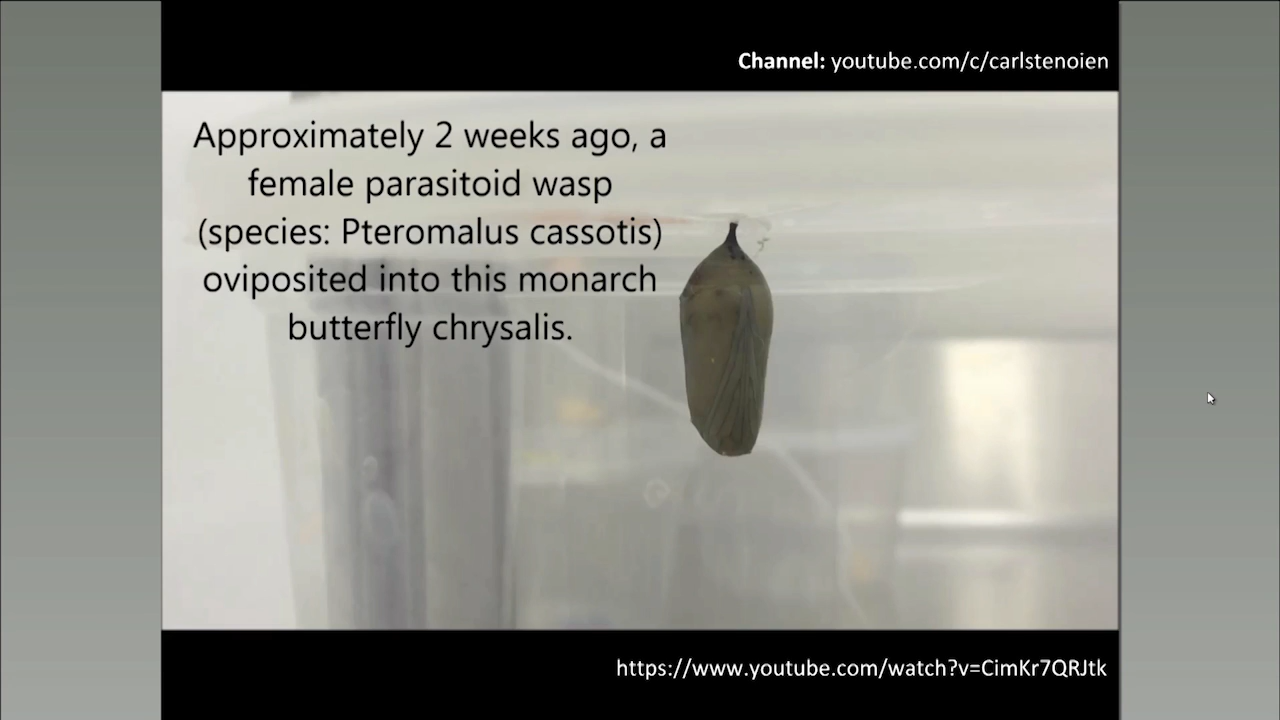 Channel: youtube.com/c/carlstenoien
Approximately 2 weeks ago, a
female parasitoid wasp
(species: Pteromalus cassotis)
oviposited into this monarch
butterfly chrysalis.
https://www.youtube.com/watch?v=CimKr7QRJtk